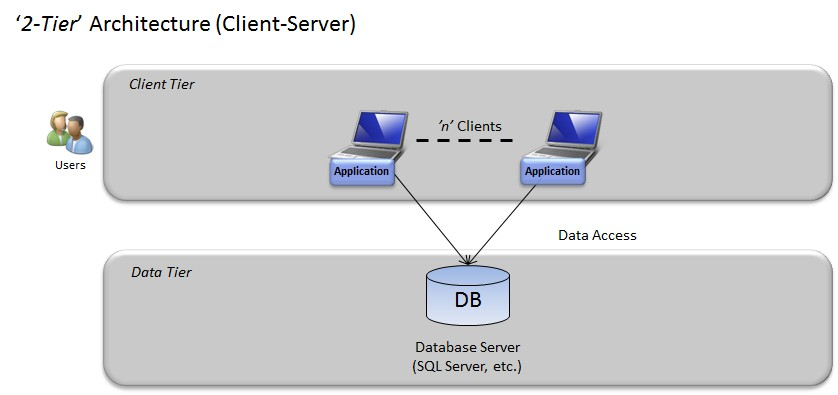 ‘2-Tier’ Architecture (Client-Server)
Client Tier
Users
‘n’ Clients
Application
Application
Data Access
Data Tier
DB
Database Server
(SQL Server, etc.)